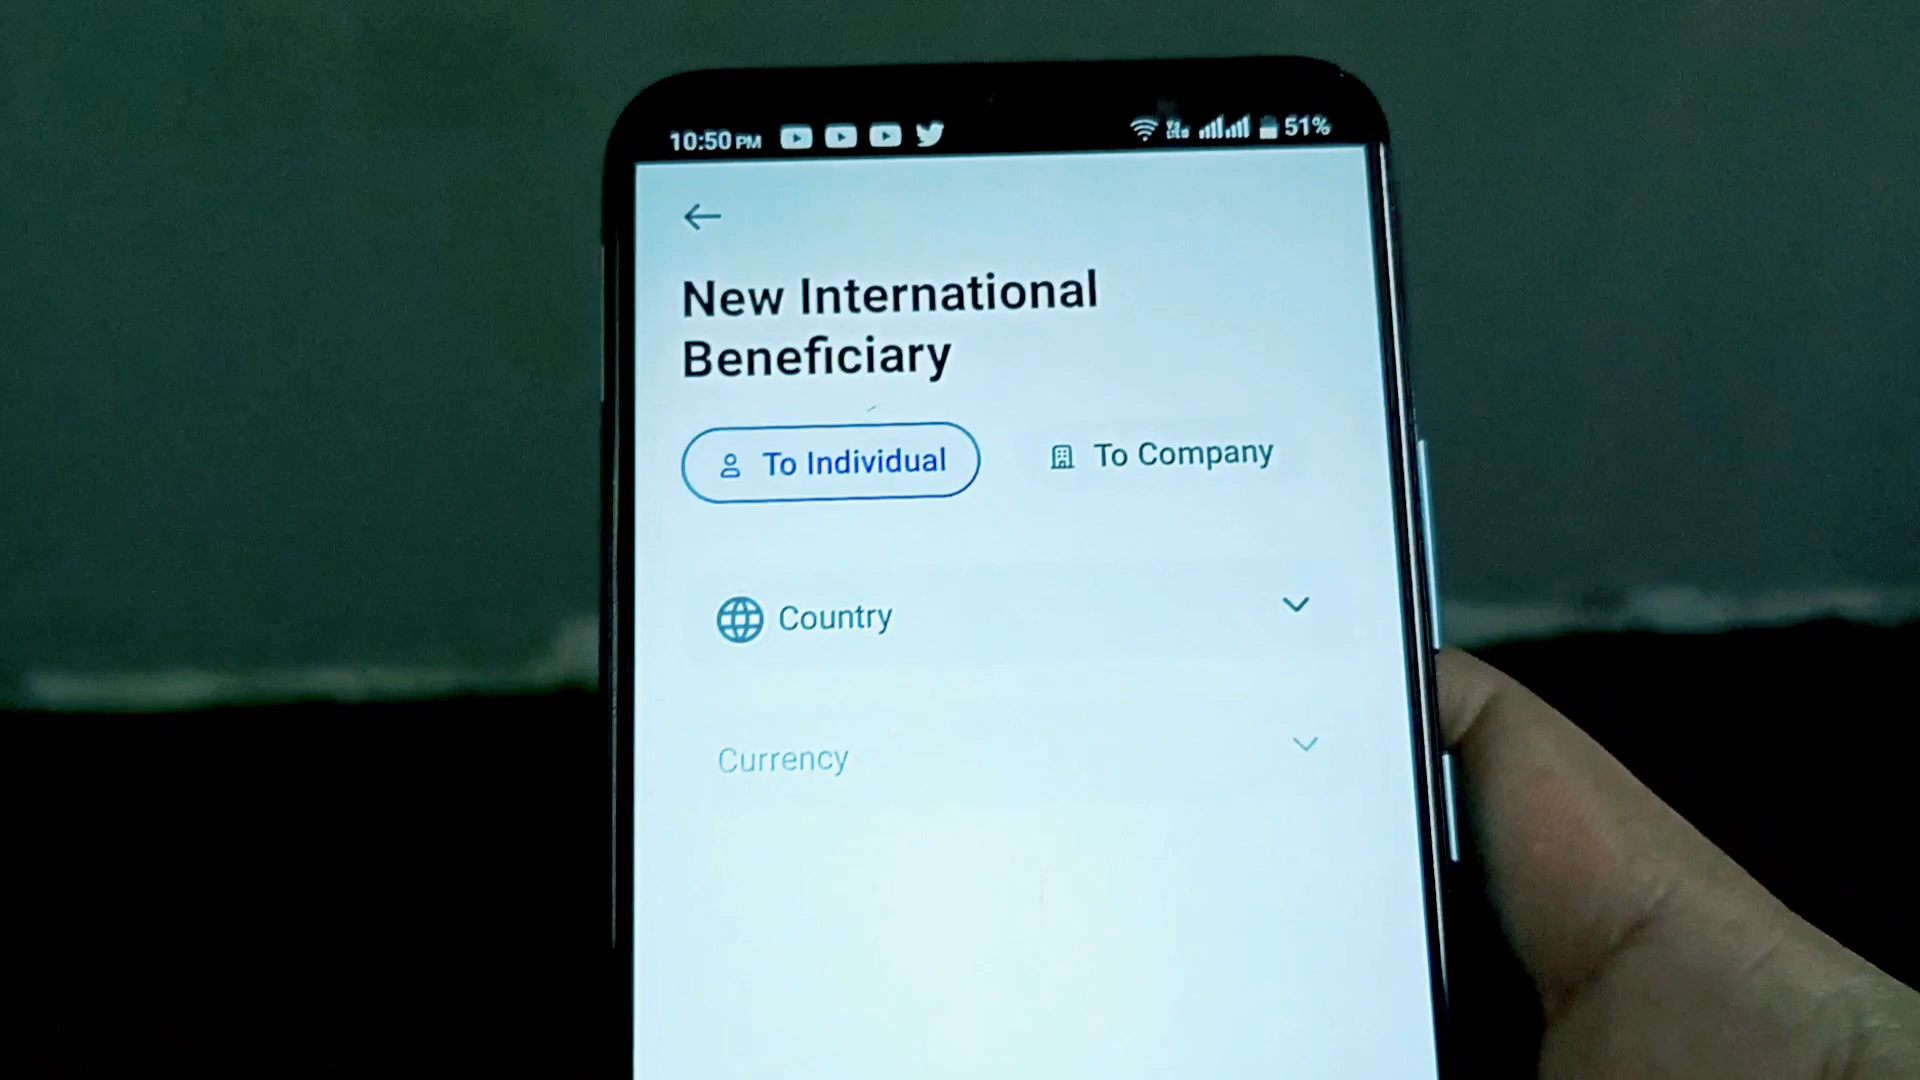 10:50 PM 51%
New International
Beneficiary
To Individual To Company
Country
Currency